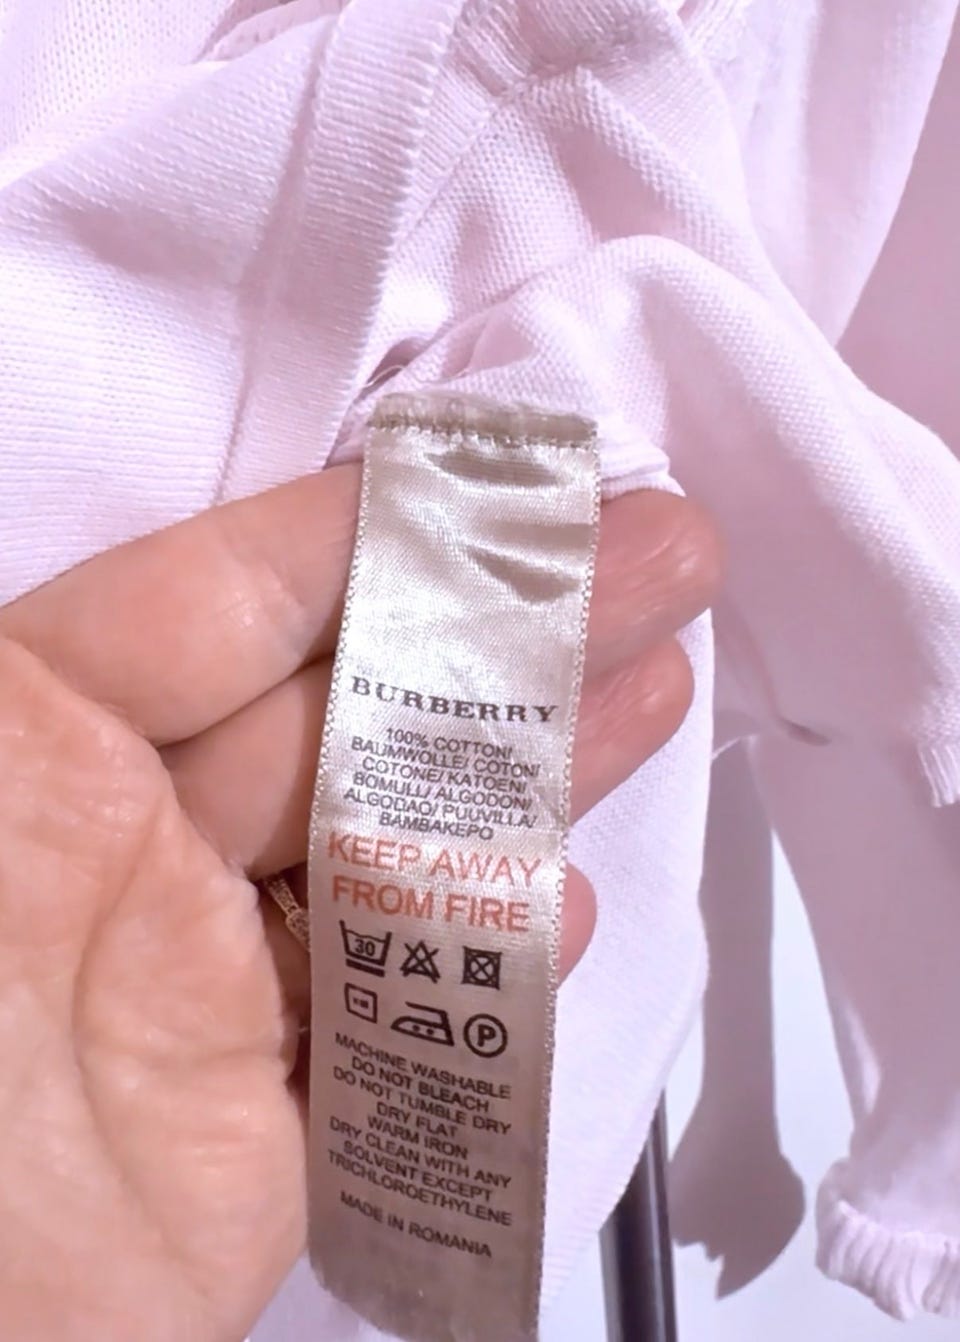 BURBERRY
100% COTTON/
BAUMWOLLE/ COTON/
COTONE/ KATOEN/
BOMULL/ ALGODON/
ALGODAO/ PUUVILLA/
BAMBAKEPO
KEEP AWAY
FROM FIRE
30
P
MACHINE WASHABLE
DO NOT BLEACH
DO NOT TUMBLE DRY
DRY FLAT
WARM IRON
DRY CLEAN WITH ANY
SOLVENT EXCEPT
TRICHLOROETHYLENE
MADE IN ROMANIA